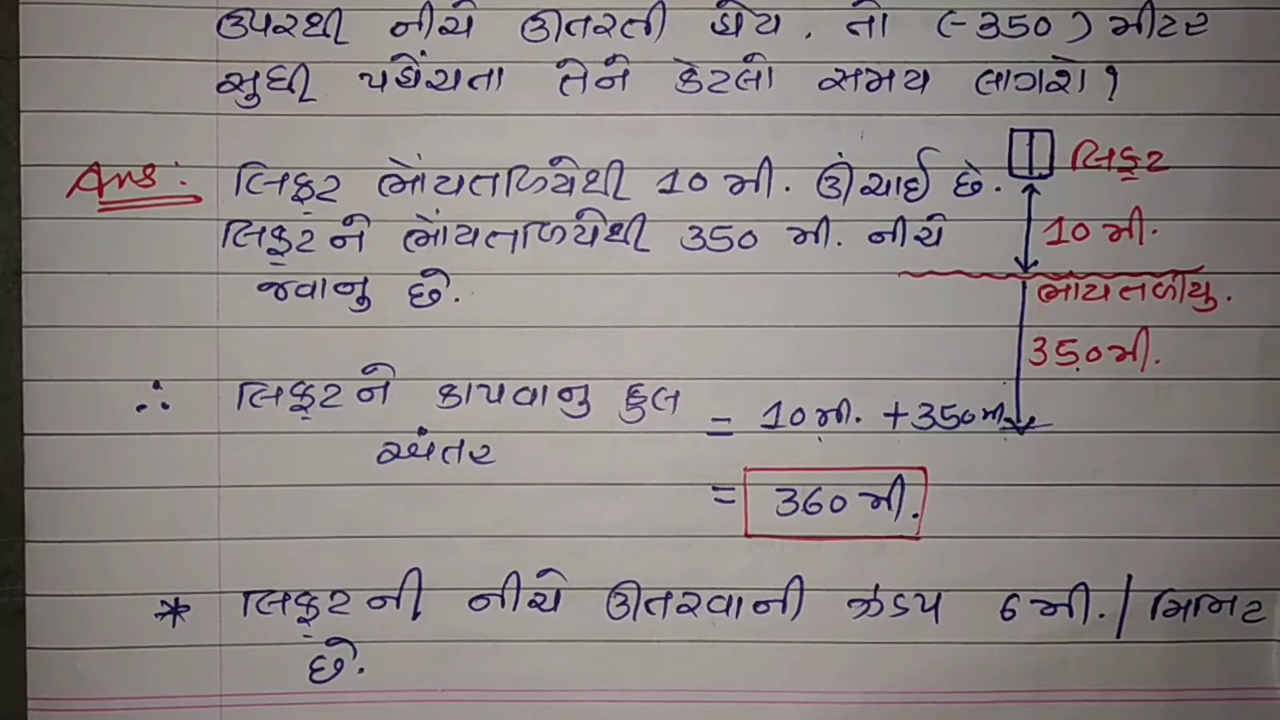 ઉપરથી નીચે ઊતરતી હોય. તો (-350) મીટર
સુધી પહોંચતા તેને કેટલો સમય લાગશે?
Ans: લિફ્ટ ભોંયતળિયેથી 10 મી. ઊંચાઈ છે.
લિફ્ટને ભોંયતળિયેથી 350 મી. નીચે
જવાનુ છે.
લિફ્ટ
10 મી.
ભોંયતળીયુ.
350 મી.
∴ લિફ્ટને કાપવાનુ કુલ
અંતર = 10 મી. + 350 મી.
= 360 મી.
* લિફ્ટની નીચે ઊતરવાની ઝડપ 6 મી. / મિનિટ
છે.